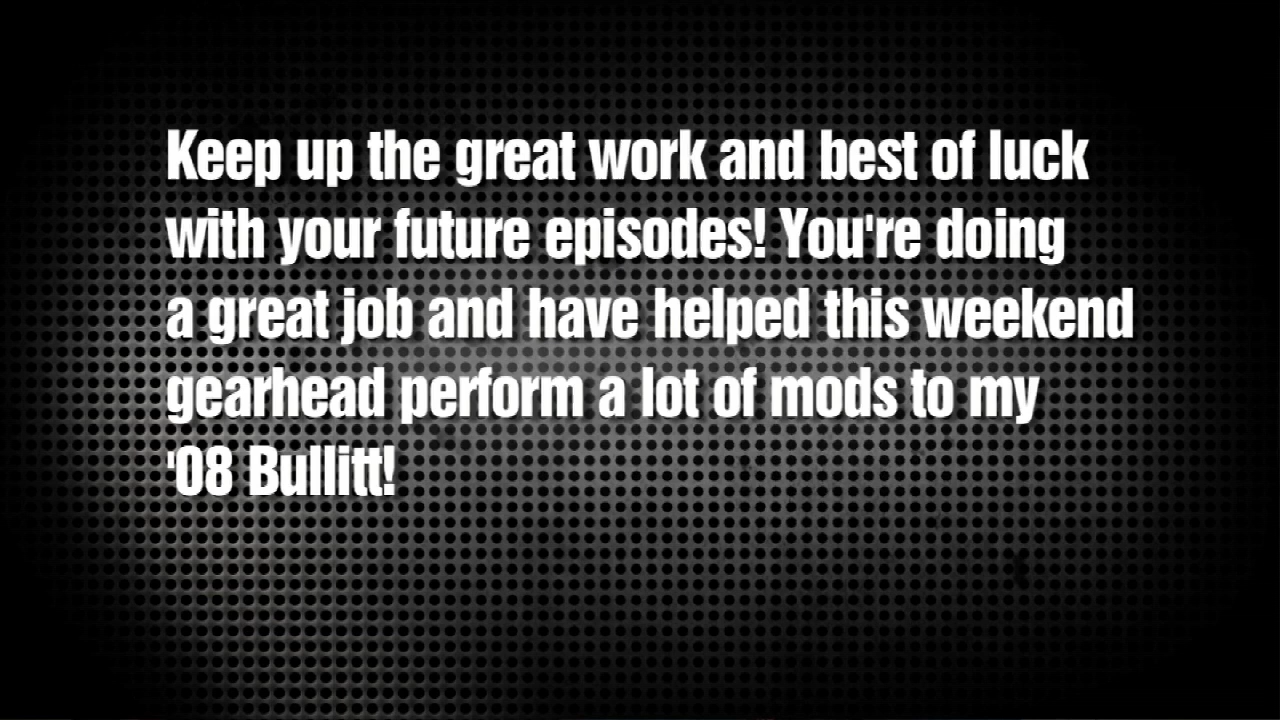 Keep up the great work and best of luck
with your future episodes! You're doing
a great job and have helped this weekend
gearhead perform a lot of mods to my
'08 Bullitt!